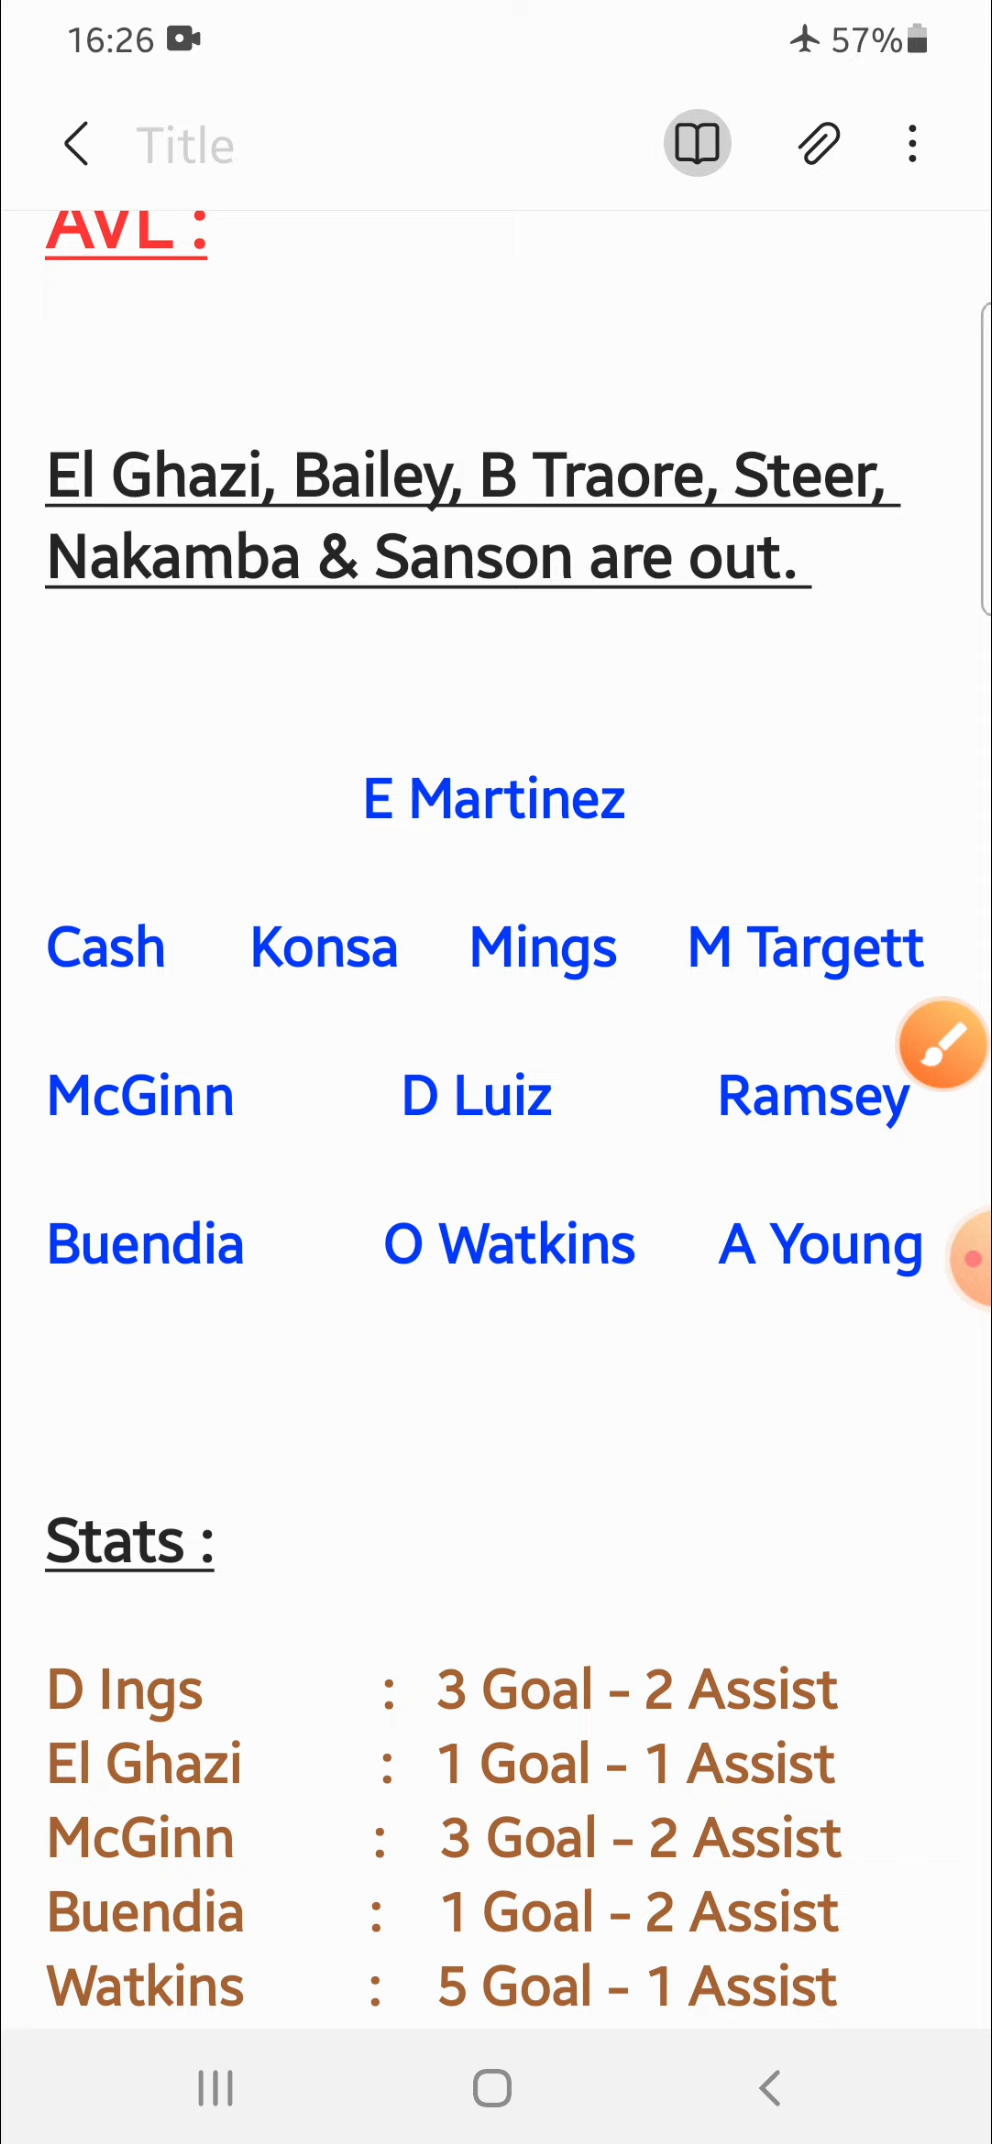 16:26 57%
Title
AVL :
El Ghazi, Bailey, B Traore, Steer,
Nakamba & Sanson are out.
E Martinez
Cash Konsa Mings M Targett
McGinn D Luiz Ramsey
Buendia O Watkins A Young
Stats :
D Ings : 3 Goal - 2 Assist
El Ghazi : 1 Goal - 1 Assist
McGinn : 3 Goal - 2 Assist
Buendia : 1 Goal - 2 Assist
Watkins : 5 Goal - 1 Assist